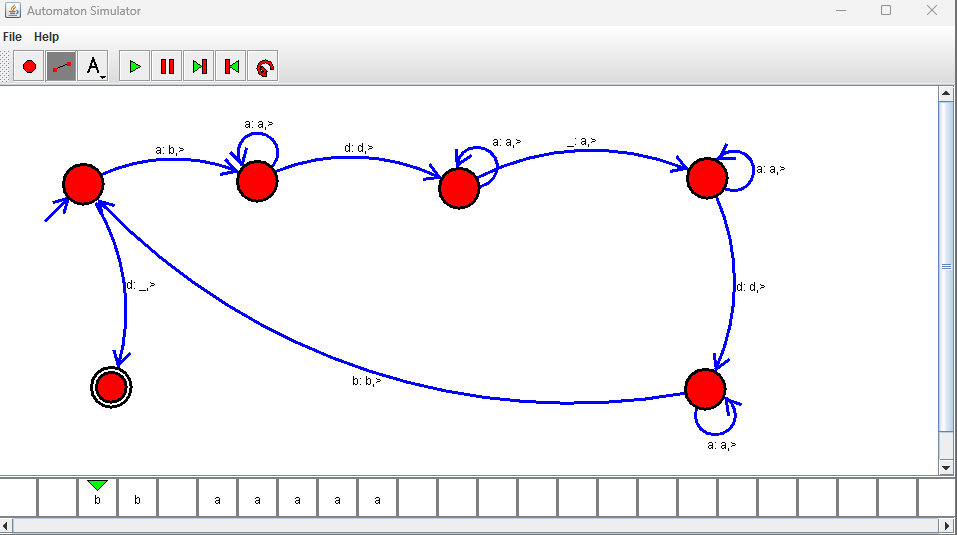 Automaton Simulator
File Help
A
a: a,>
a: b,>
d: d,>
a: a,>
_: a,>
a: a,>
d: _,>
d: d,>
b: b,>
a: a,>
b b a a a a a